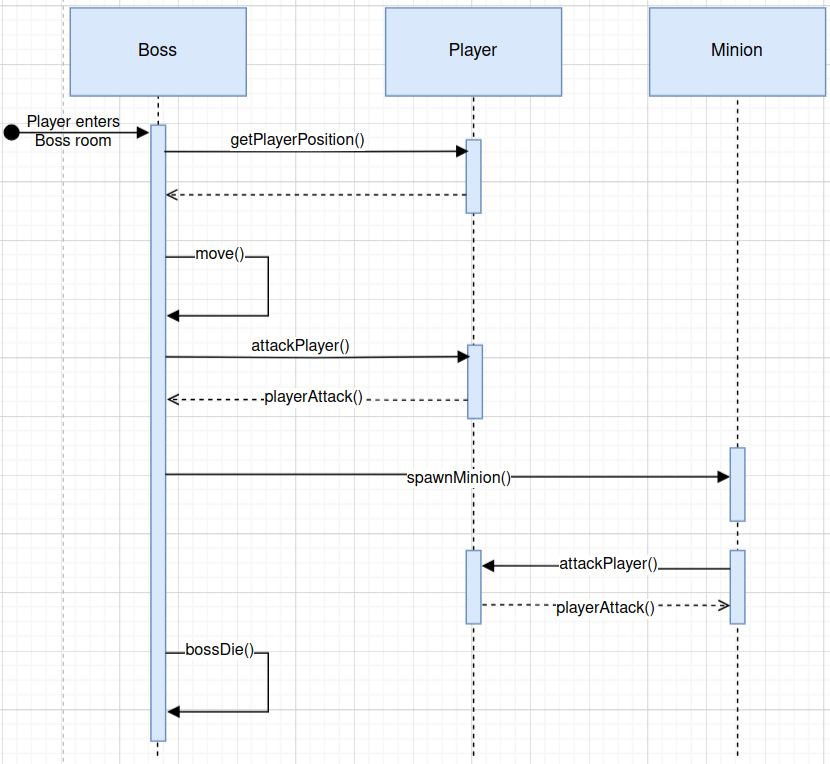 Boss
Player
Minion
Player enters
Boss room
getPlayerPosition()
move()
attackPlayer()
playerAttack()
spawnMinion()
attackPlayer()
playerAttack()
bossDie()